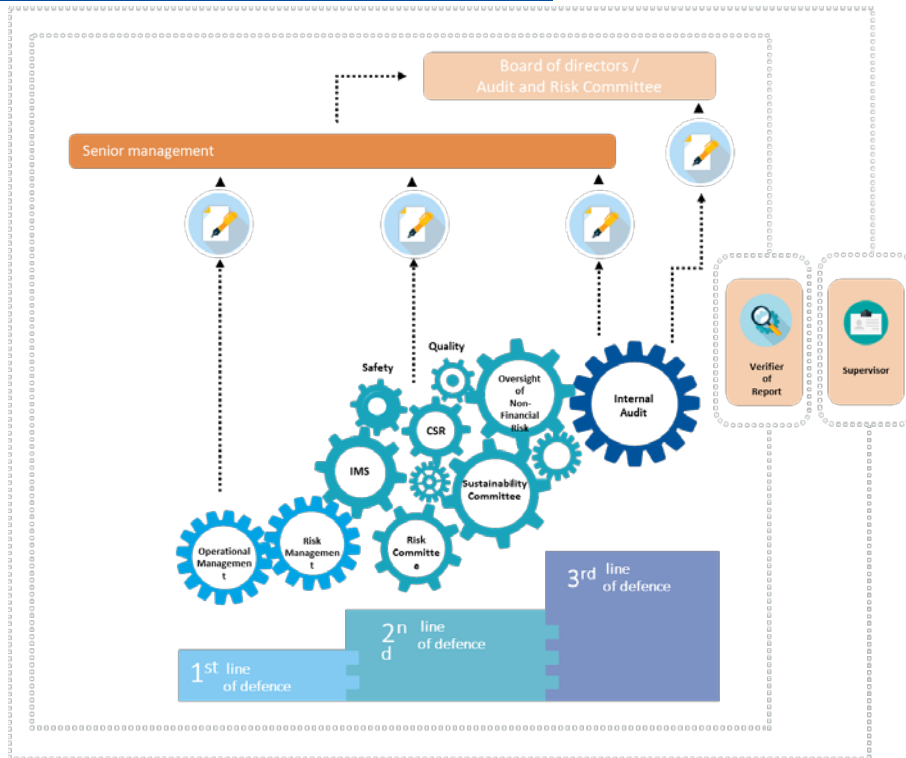 Board of directors /
Audit and Risk Committee
Senior management
Quality
Safety
Oversight
of
Non-
Financial
Risk
Internal
Audit
Verifier
of
Report
Supervisor
CSR
IMS
Sustainability
Committee
Risk
Managemen
t
Risk
Committe
e
Operational
Managemen
t
3rd line
of defence
2n
d
line
of defence
1st line
of defence